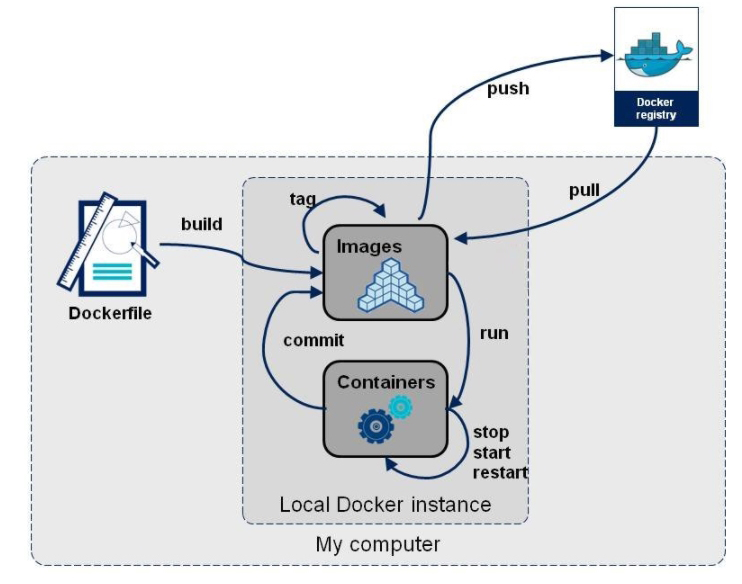 Docker
registry
push
pull
tag
build
Images
Dockerfile
commit
run
Containers
stop
start
restart
Local Docker instance
My computer